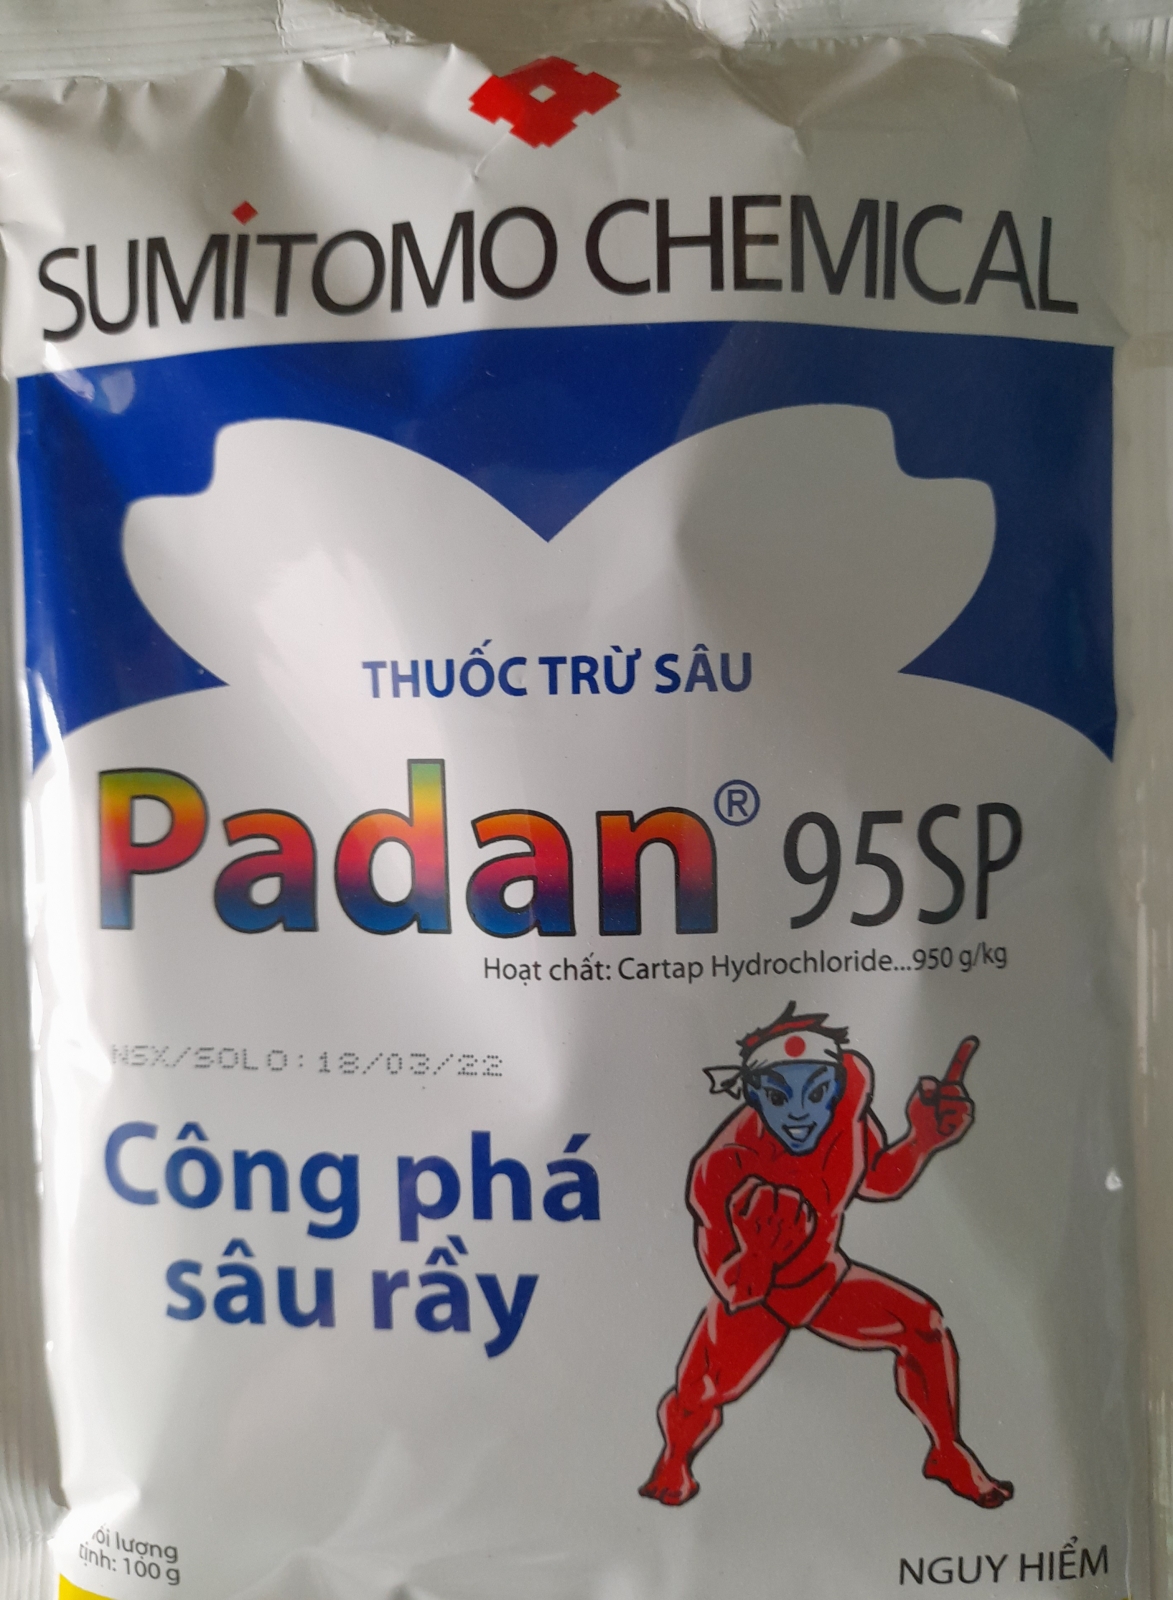 SUMITOMO CHEMICAL
THUỐC TRỪ SÂU
Padan® 95SP
Hoạt chất: Cartap Hydrochloride...950 g/kg
NSX/SOLO: 18/03/22
Công phá
sâu rầy
lượng
tịnh: 100 g
NGUY HIỂM